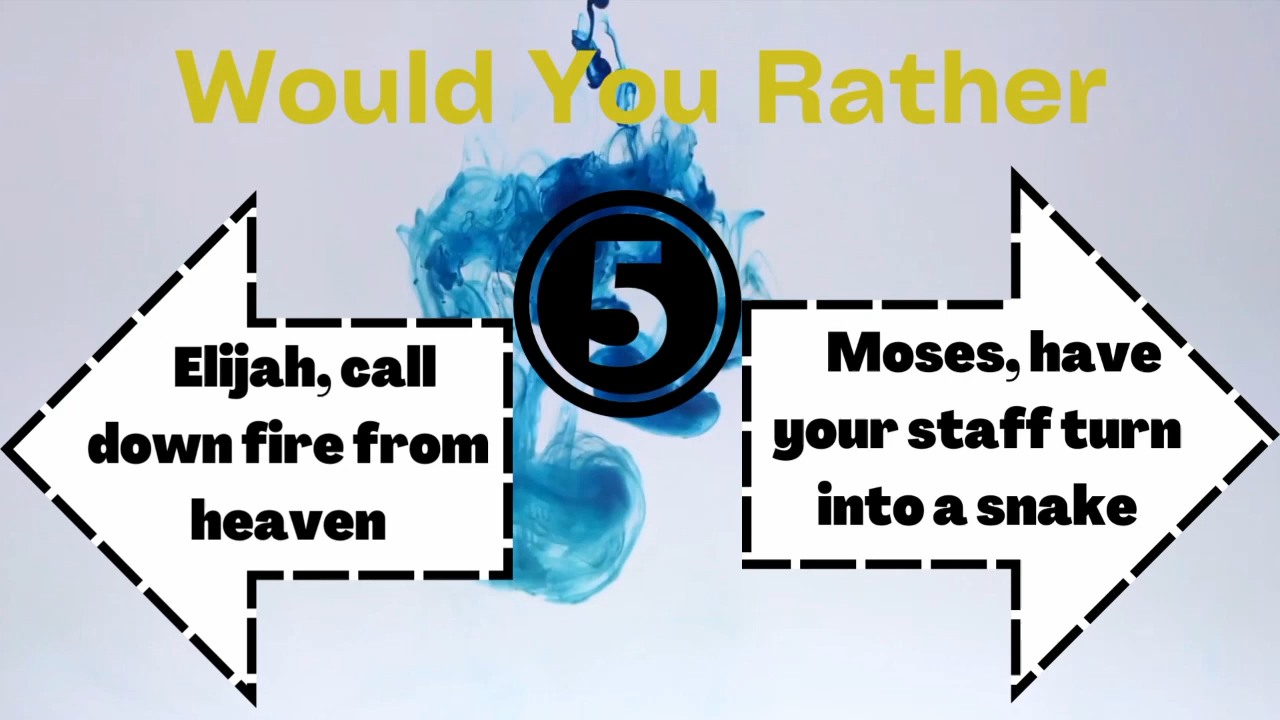 Would You Rather
5
Elijah, call
down fire from
heaven
Moses, have
your staff turn
into a snake